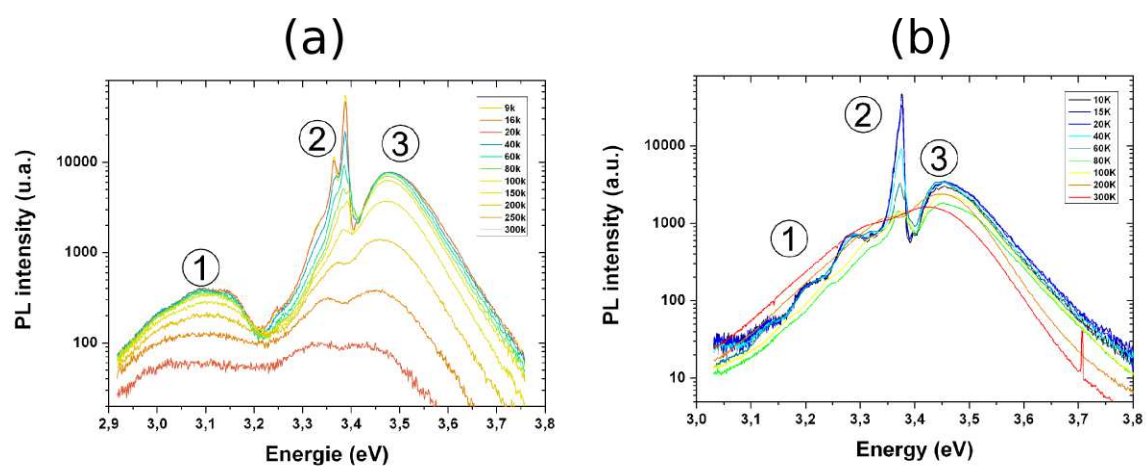 (a)
(b)
PL intensity (u.a.)
10000
1000
100
1
2
3
9k
16k
20k
40k
60k
80k
100k
150k
200k
250k
300k
2,9 3,0 3,1 3,2 3,3 3,4 3,5 3,6 3,7 3,8
Energie (eV)
PL intensity (a.u.)
10000
1000
100
10
1
2
3
10K
15K
20K
40K
60K
80K
100K
200K
300K
3,0 3,1 3,2 3,3 3,4 3,5 3,6 3,7 3,8
Energy (eV)